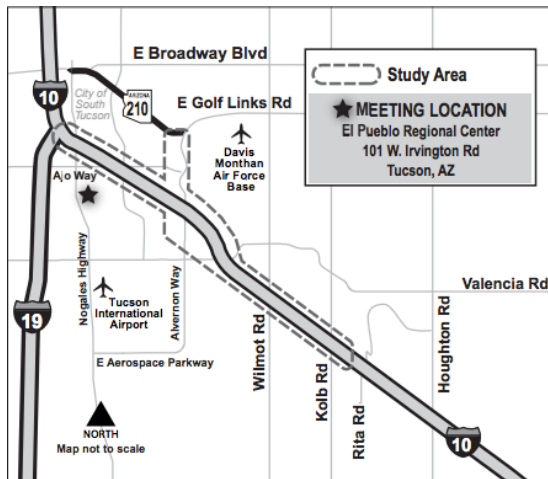 E Broadway Blvd
Study Area
MEETING LOCATION
El Pueblo Regional Center
101 W. Irvington Rd
Tucson, AZ
10
City of
South
Tucson
ARIZONA
210
E Golf Links Rd
Davis
Monthan
Air Force
Base
Ajo Way
Nogales Highway
Alvernon Way
Valencia Rd
Tucson
International
Airport
19
Wilmot Rd
Kolb Rd
Rita Rd
Houghton Rd
E Aerospace Parkway
NORTH
Map not to scale
10